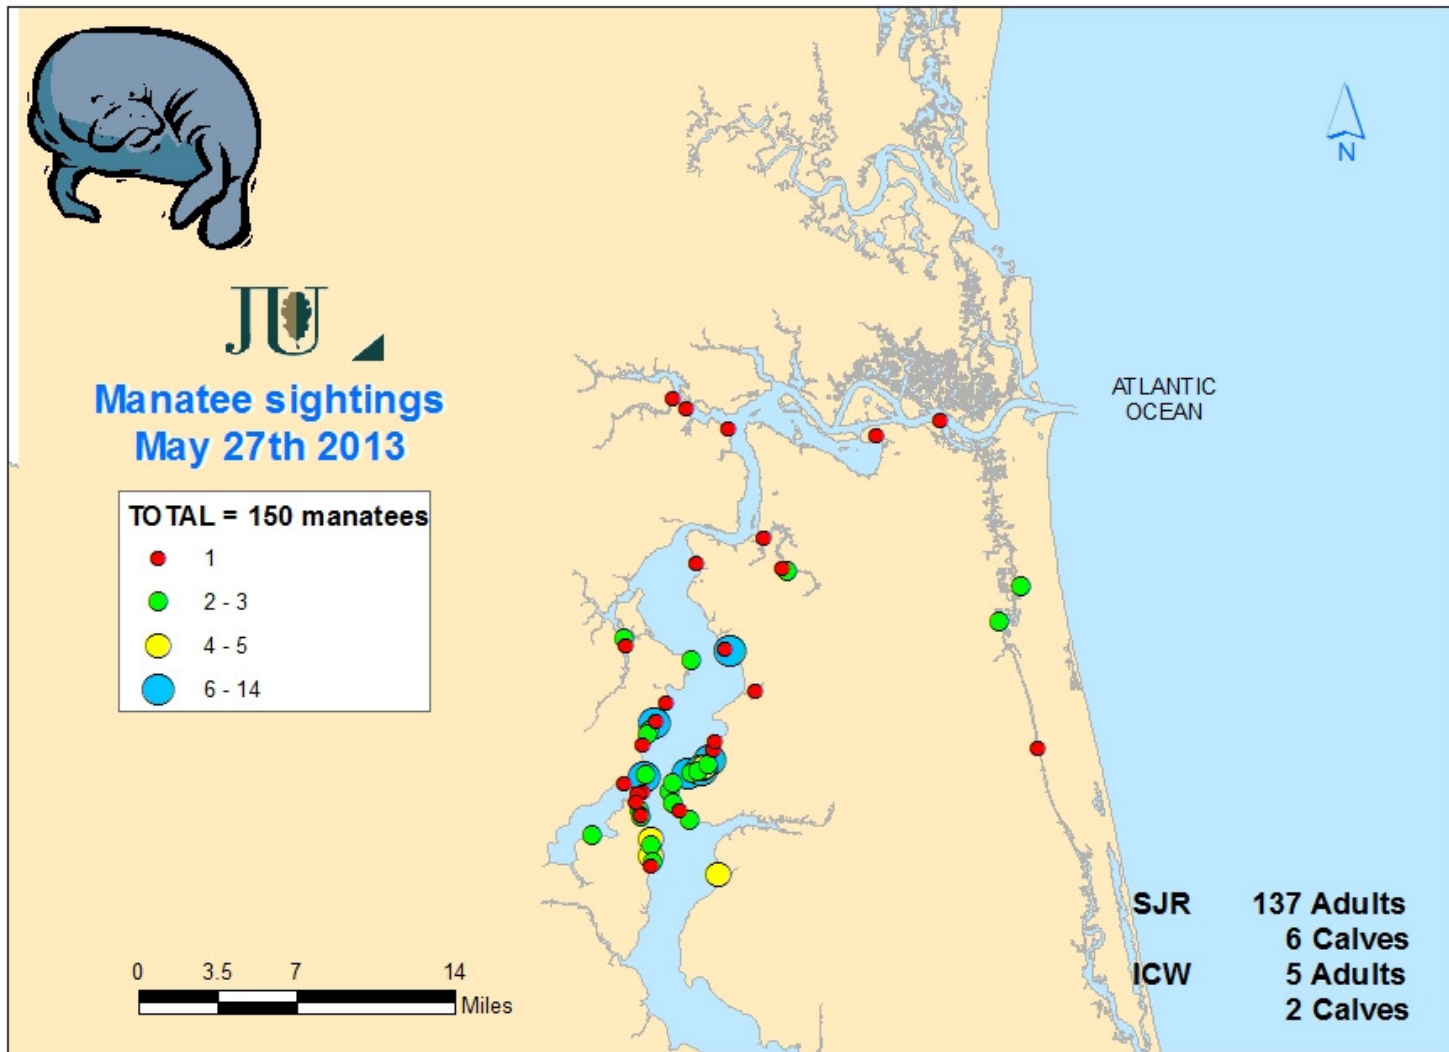 N
JU
Manatee sightings
May 27th 2013
ATLANTIC
OCEAN
TOTAL = 150 manatees
1
2 - 3
4 - 5
6 - 14
SJR 137 Adults
6 Calves
ICW 5 Adults
2 Calves
0 3.5 7 14
Miles